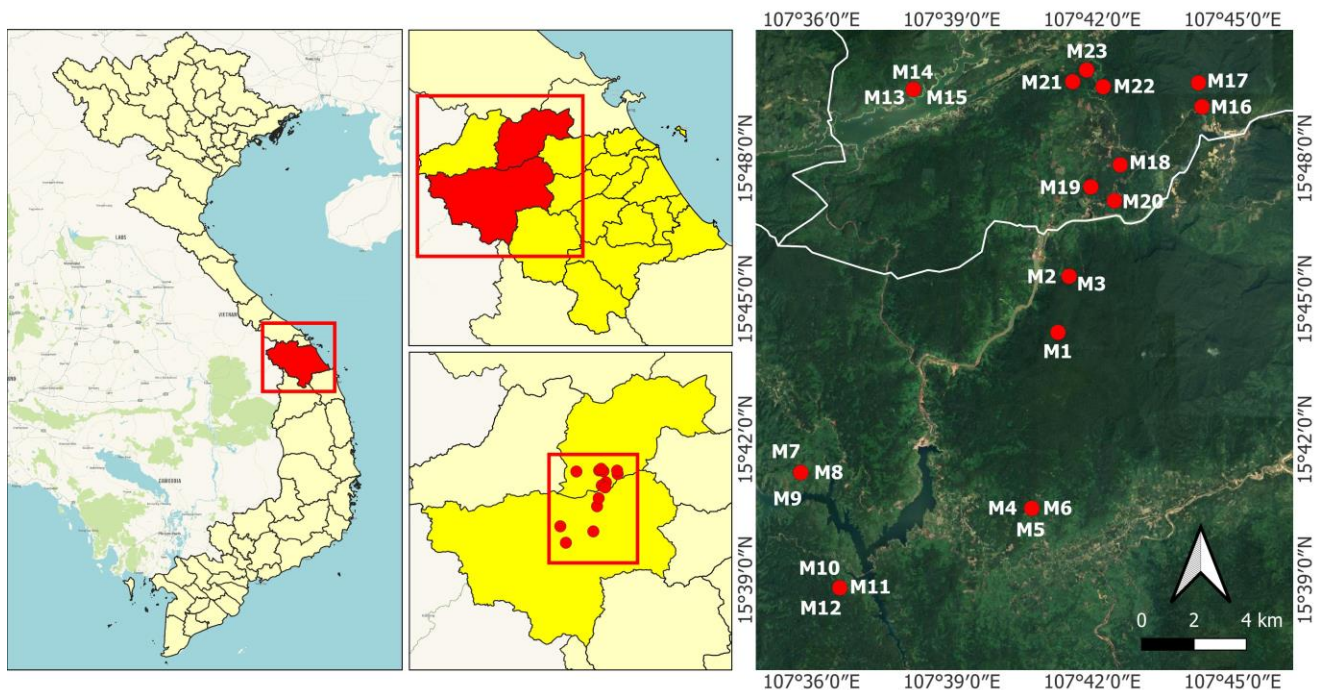 LAOS
VIETNAM
CAMBODIA
107°36′0″E
107°39′0″E
107°42′0″E
107°45′0″E
M23
M14
M21
M22
M17
M13
M15
M16
15°48′0″N
M18
M19
M20
M2
M3
15°45′0″N
M1
15°42′0″N
M7
M8
M9
M4
M6
M5
15°39′0″N
M10
M11
M12
0
2
4 km
107°36′0″E
107°39′0″E
107°42′0″E
107°45′0″E
15°48′0″N
15°45′0″N
15°42′0″N
15°39′0″N